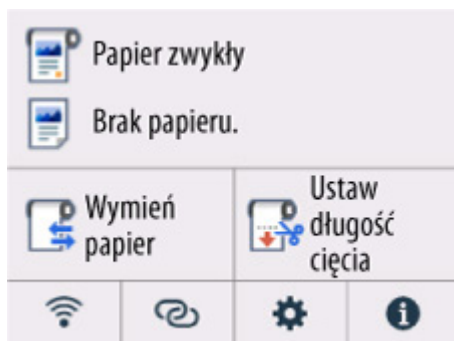 Papier zwykły
Brak papieru.
Wymień
papier
Ustaw
długość
cięcia